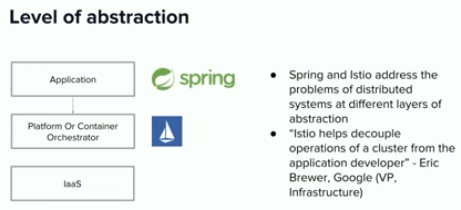 Level of abstraction
Application
spring
Platform Or Container
Orchestrator
IaaS
● Spring and Istio address the
problems of distributed
systems at different layers of
abstraction
● “Istio helps decouple
operations of a cluster from the
application developer” - Eric
Brewer, Google (VP,
Infrastructure)